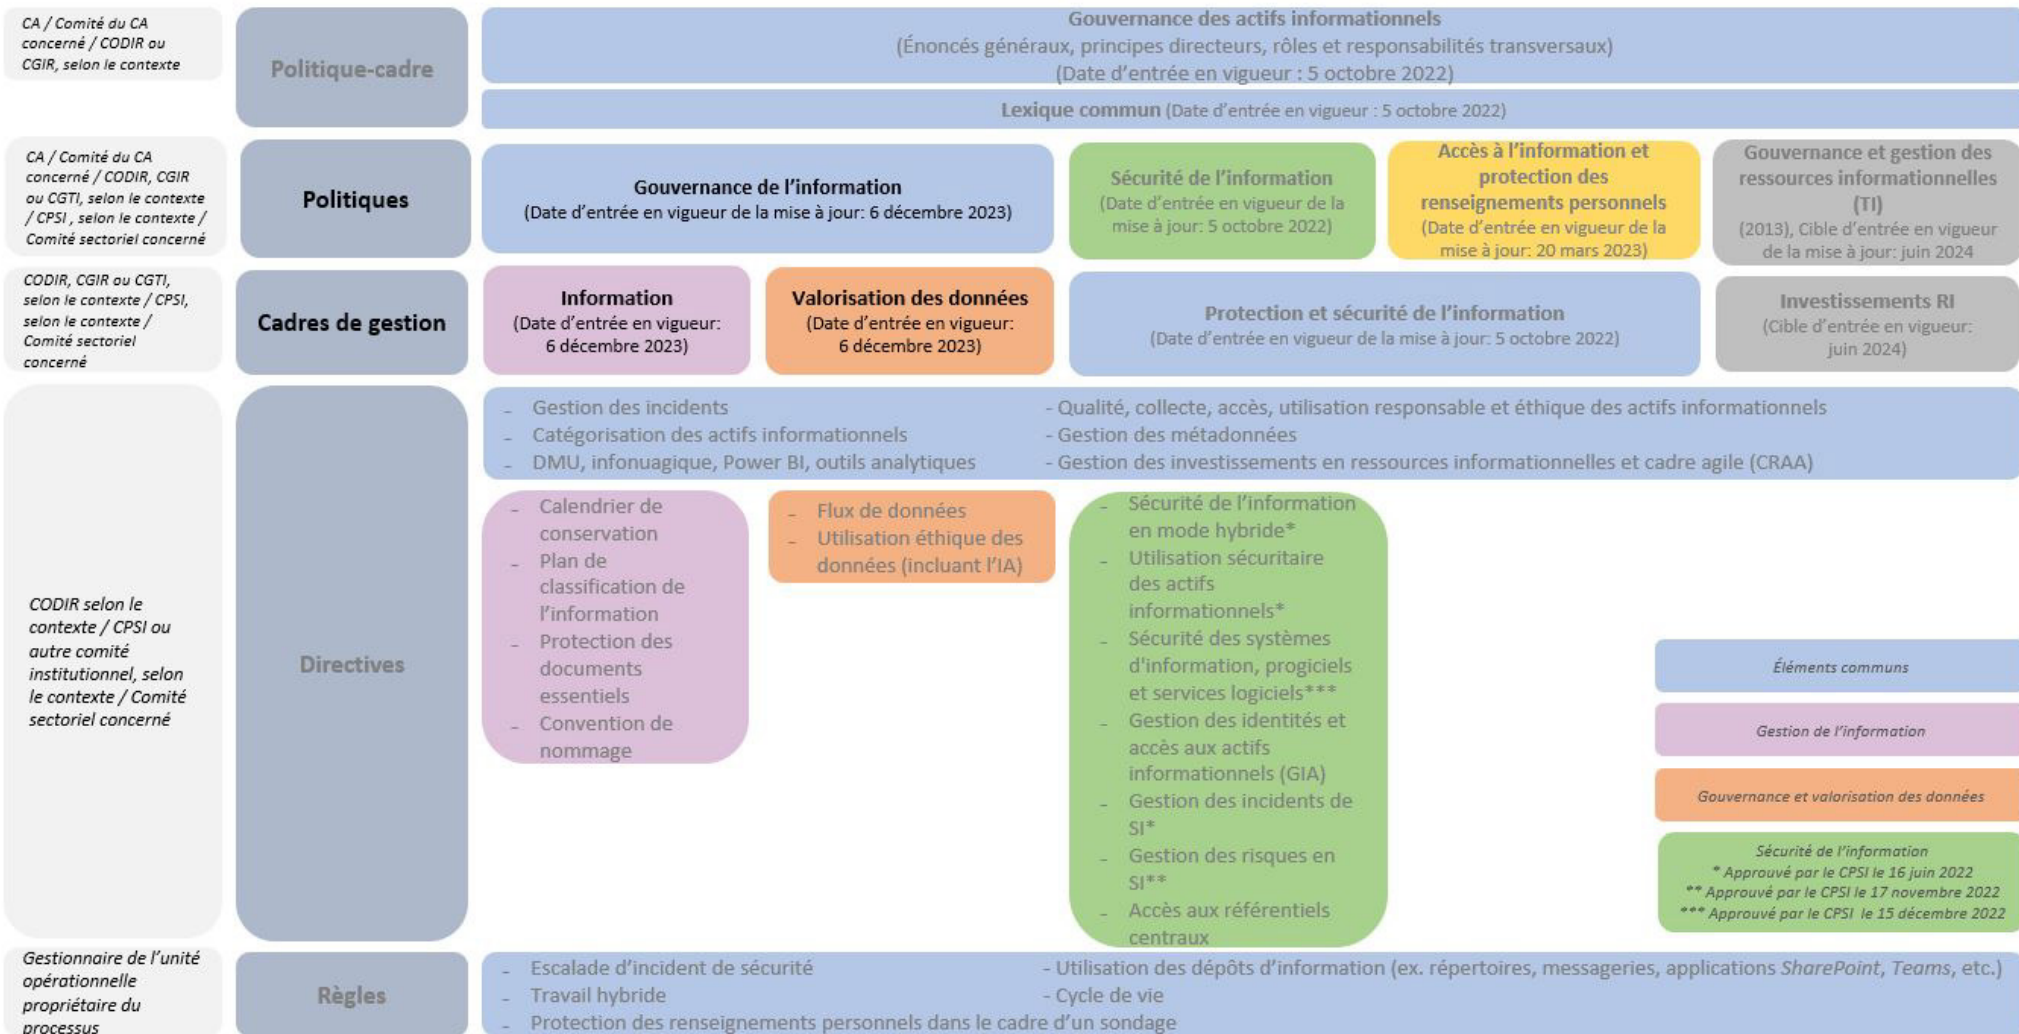 CA / Comité du CA
concerné / CODIR ou
CGIR, selon le contexte
Politique-cadre
Gouvernance des actifs informationnels
(Énoncés généraux, principes directeurs, rôles et responsabilités transversaux)
(Date d'entrée en vigueur : 5 octobre 2022)
Lexique commun (Date d'entrée en vigueur : 5 octobre 2022)
CA / Comité du CA
concerné / CODIR, CGIR
ou CGTI, selon le contexte
/ CPSI , selon le contexte /
Comité sectoriel concerné
Politiques
Gouvernance de l'information
(Date d'entrée en vigueur de la mise à jour: 6 décembre 2023)
Sécurité de l'information
(Date d'entrée en vigueur de la
mise à jour: 5 octobre 2022)
Accès à l'information et
protection des
renseignements personnels
(Date d'entrée en vigueur de la
mise à jour: 20 mars 2023)
Gouvernance et gestion des
ressources informationnelles
(TI)
(2013), Cible d'entrée en vigueur
de la mise à jour: juin 2024
CODIR, CGIR ou CGTI,
selon le contexte / CPSI,
selon le contexte /
Comité sectoriel
concerné
Cadres de gestion
Information
(Date d'entrée en vigueur:
6 décembre 2023)
Valorisation des données
(Date d'entrée en vigueur:
6 décembre 2023)
Protection et sécurité de l'information
(Date d'entrée en vigueur de la mise à jour: 5 octobre 2022)
Investissements RI
(Cible d'entrée en vigueur:
juin 2024)
CODIR selon le
contexte / CPSI ou
autre comité
institutionnel, selon
le contexte / Comité
sectoriel concerné
Directives
- Gestion des incidents
- Catégorisation des actifs informationnels
- DMU, infonuagique, Power BI, outils analytiques
- Qualité, collecte, accès, utilisation responsable et éthique des actifs informationnels
- Gestion des métadonnées
- Gestion des investissements en ressources informationnelles et cadre agile (CRAA)
- Calendrier de
conservation
- Plan de
classification de
l'information
- Protection des
documents
essentiels
- Convention de
nommage
- Flux de données
- Utilisation éthique des
données (incluant l'IA)
- Sécurité de l'information
en mode hybride*
- Utilisation sécuritaire
des actifs
informationnels*
- Sécurité des systèmes
d'information, progiciels
et services logiciels***
- Gestion des identités et
accès aux actifs
informationnels (GIA)
- Gestion des incidents de
SI*
- Gestion des risques en
SI**
- Accès aux référentiels
centraux
Éléments communs
Gestion de l'information
Gouvernance et valorisation des données
Sécurité de l'information
* Approuvé par le CPSI le 16 juin 2022
** Approuvé par le CPSI le 17 novembre 2022
*** Approuvé par le CPSI le 15 décembre 2022
Gestionnaire de l'unité
opérationnelle
propriétaire du
processus
Règles
- Escalade d'incident de sécurité
- Travail hybride
- Protection des renseignements personnels dans le cadre d'un sondage
- Utilisation des dépôts d'information (ex. répertoires, messageries, applications SharePoint, Teams, etc.)
- Cycle de vie